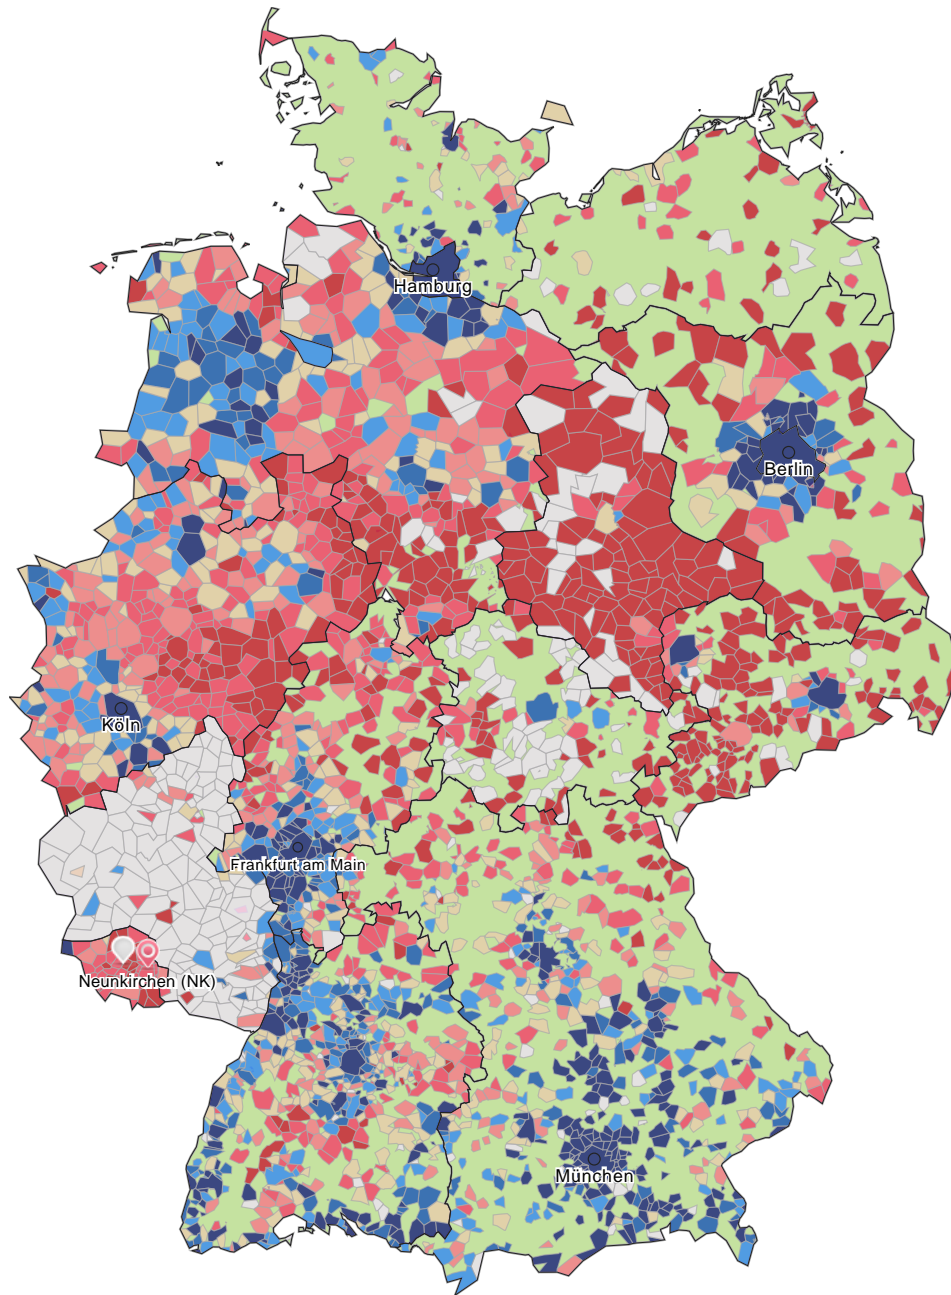 Hamburg
Berlin
Köln
Frankfurt am Main
Neunkirchen (NK)
München